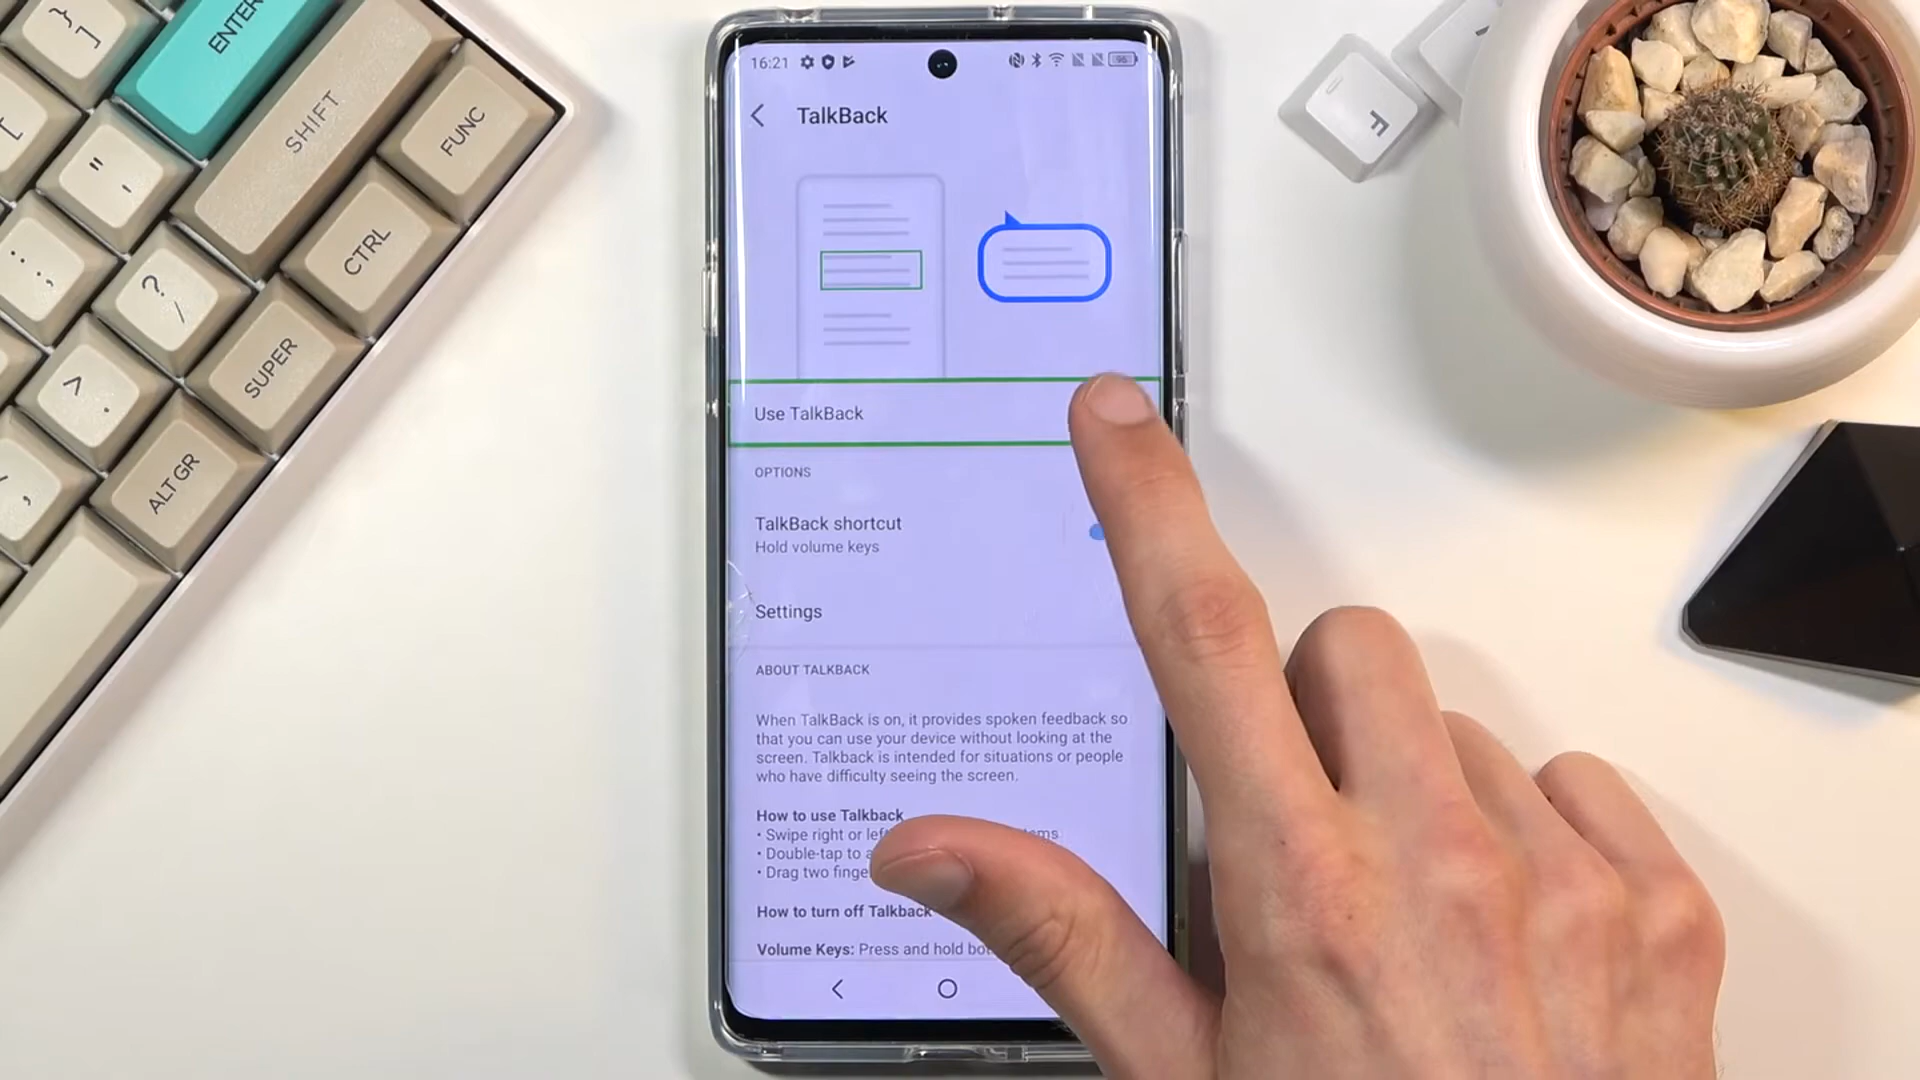 16:21
96
TalkBack
Use TalkBack
OPTIONS
TalkBack shortcut
Hold volume keys
Settings
ABOUT TALKBACK
When TalkBack is on, it provides spoken feedback so
that you can use your device without looking at the
screen. Talkback is intended for situations or people
who have difficulty seeing the screen.
How to use Talkback
• Swipe right or left
• Double-tap to
• Drag two
How to turn off Talkback
Volume Keys: Press and hold
}
]
ENTER
[
"
'
SHIFT
FUNC
:
;
?
/
CTRL
>
.
SUPER
,
ALT GR
F